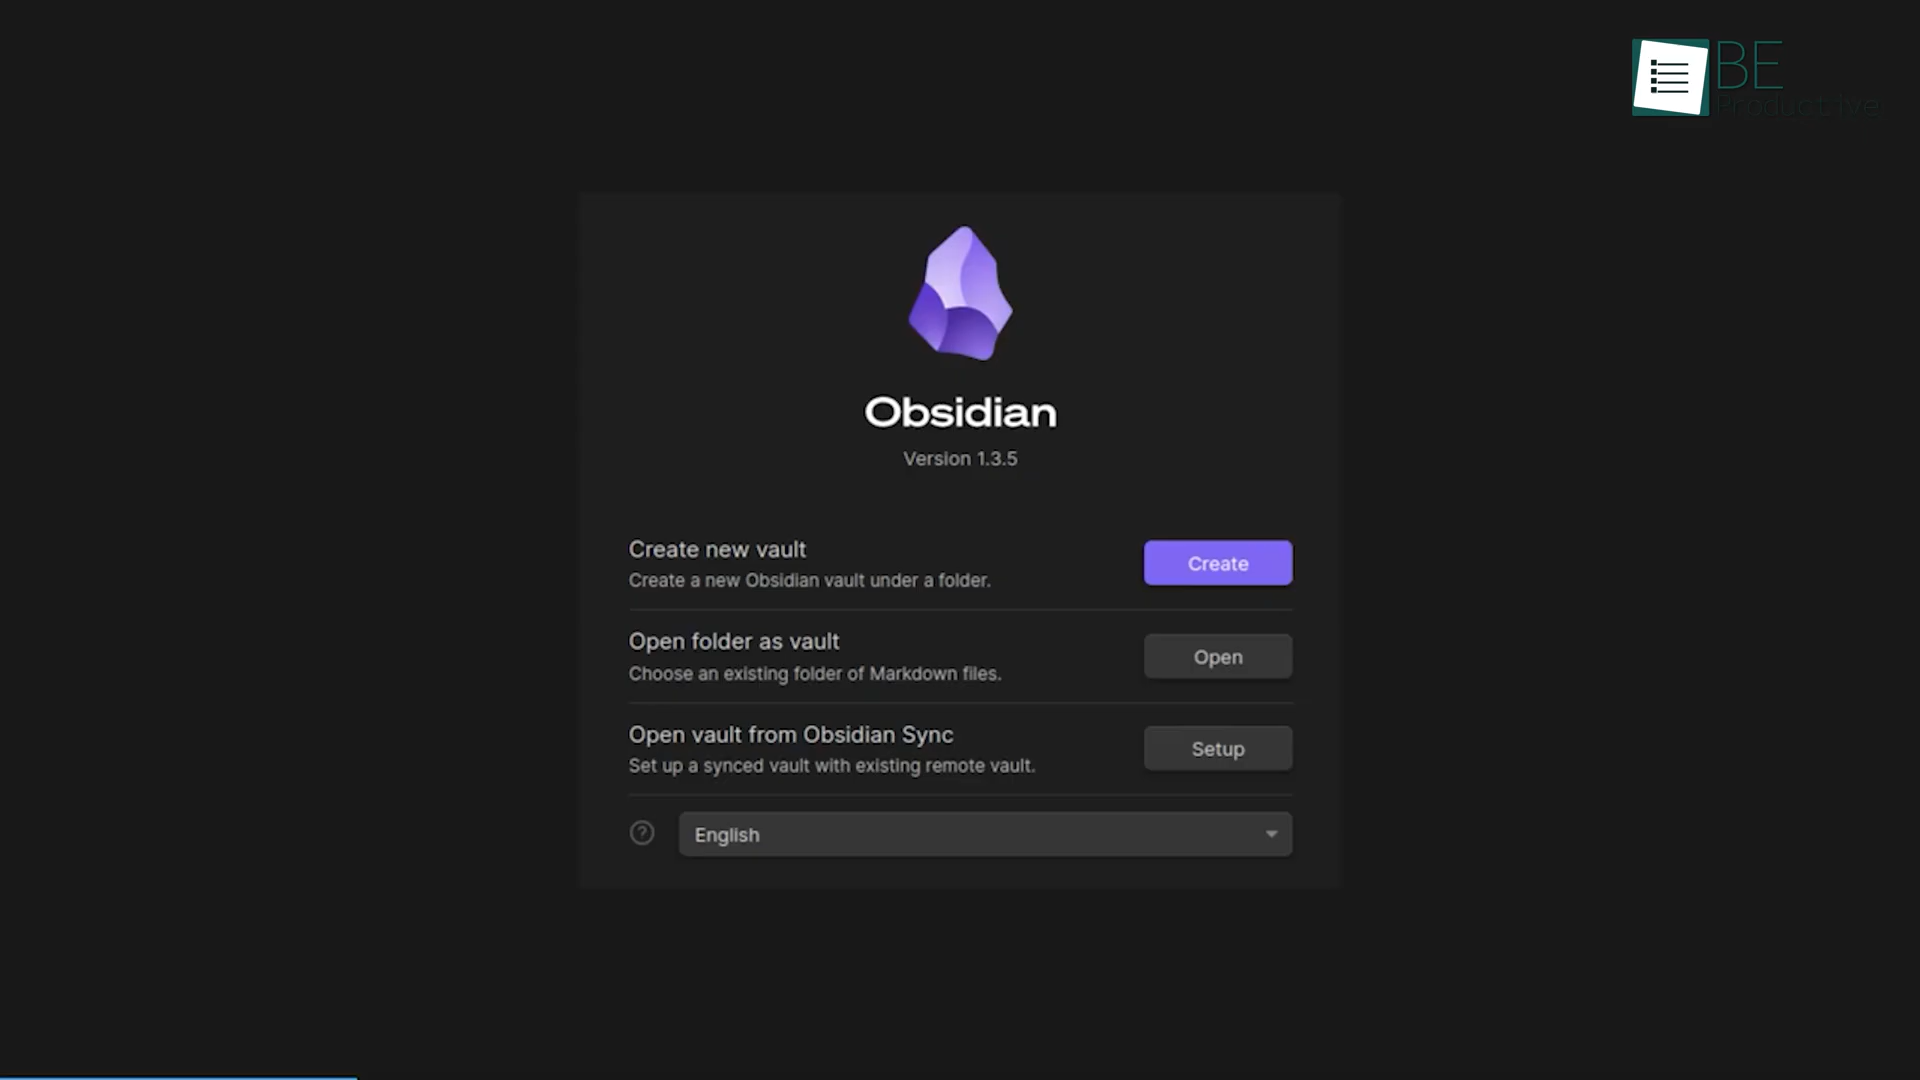 BE
Productive
Obsidian
Version 1.3.5
Create new vault
Create a new Obsidian vault under a folder.
Create
Open folder as vault
Choose an existing folder of Markdown files.
Open
Open vault from Obsidian Sync
Set up a synced vault with existing remote vault.
Setup
?
English